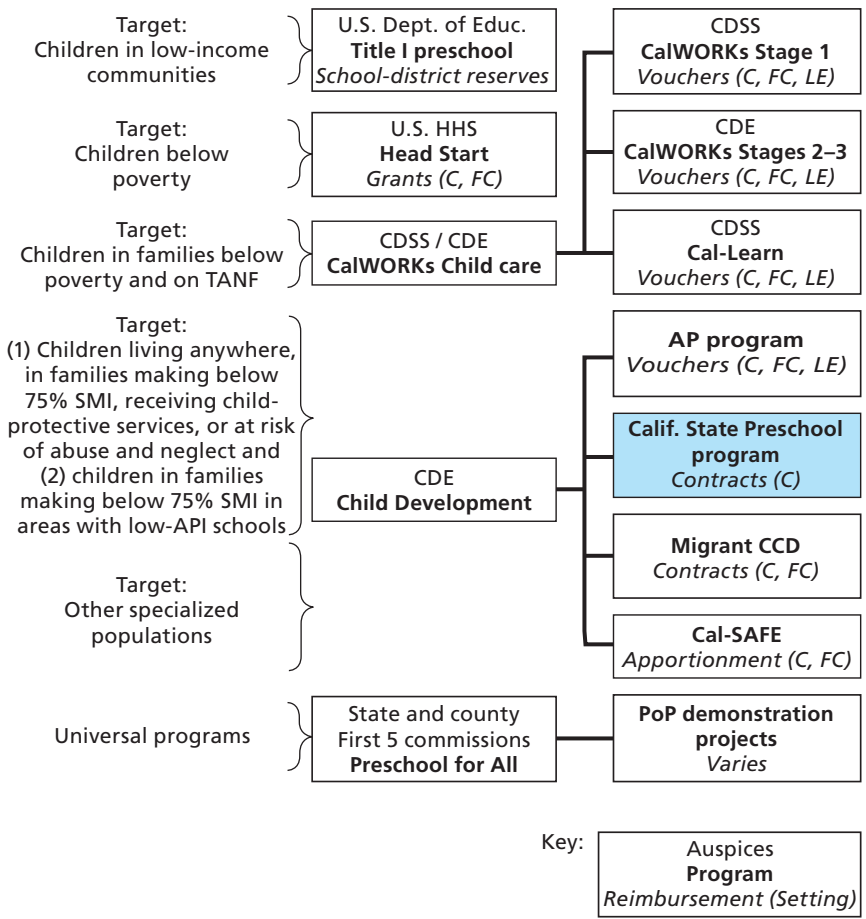 Target:
Children in low-income
communities
U.S. Dept. of Educ.
Title I preschool
School-district reserves
CDSS
CalWORKs Stage 1
Vouchers (C, FC, LE)
Target:
Children below
poverty
U.S. HHS
Head Start
Grants (C, FC)
CDE
CalWORKs Stages 2–3
Vouchers (C, FC, LE)
Target:
Children in families below
poverty and on TANF
CDSS / CDE
CalWORKs Child care
CDSS
Cal-Learn
Vouchers (C, FC, LE)
Target:
(1) Children living anywhere,
in families making below
75% SMI, receiving child-
protective services, or at risk
of abuse and neglect and
(2) children in families
making below 75% SMI in
areas with low-API schools
CDE
Child Development
AP program
Vouchers (C, FC, LE)
Calif. State Preschool
program
Contracts (C)
Migrant CCD
Contracts (C, FC)
Target:
Other specialized
populations
Cal-SAFE
Apportionment (C, FC)
Universal programs
State and county
First 5 commissions
Preschool for All
PoP demonstration
projects
Varies
Key:
Auspices
Program
Reimbursement (Setting)